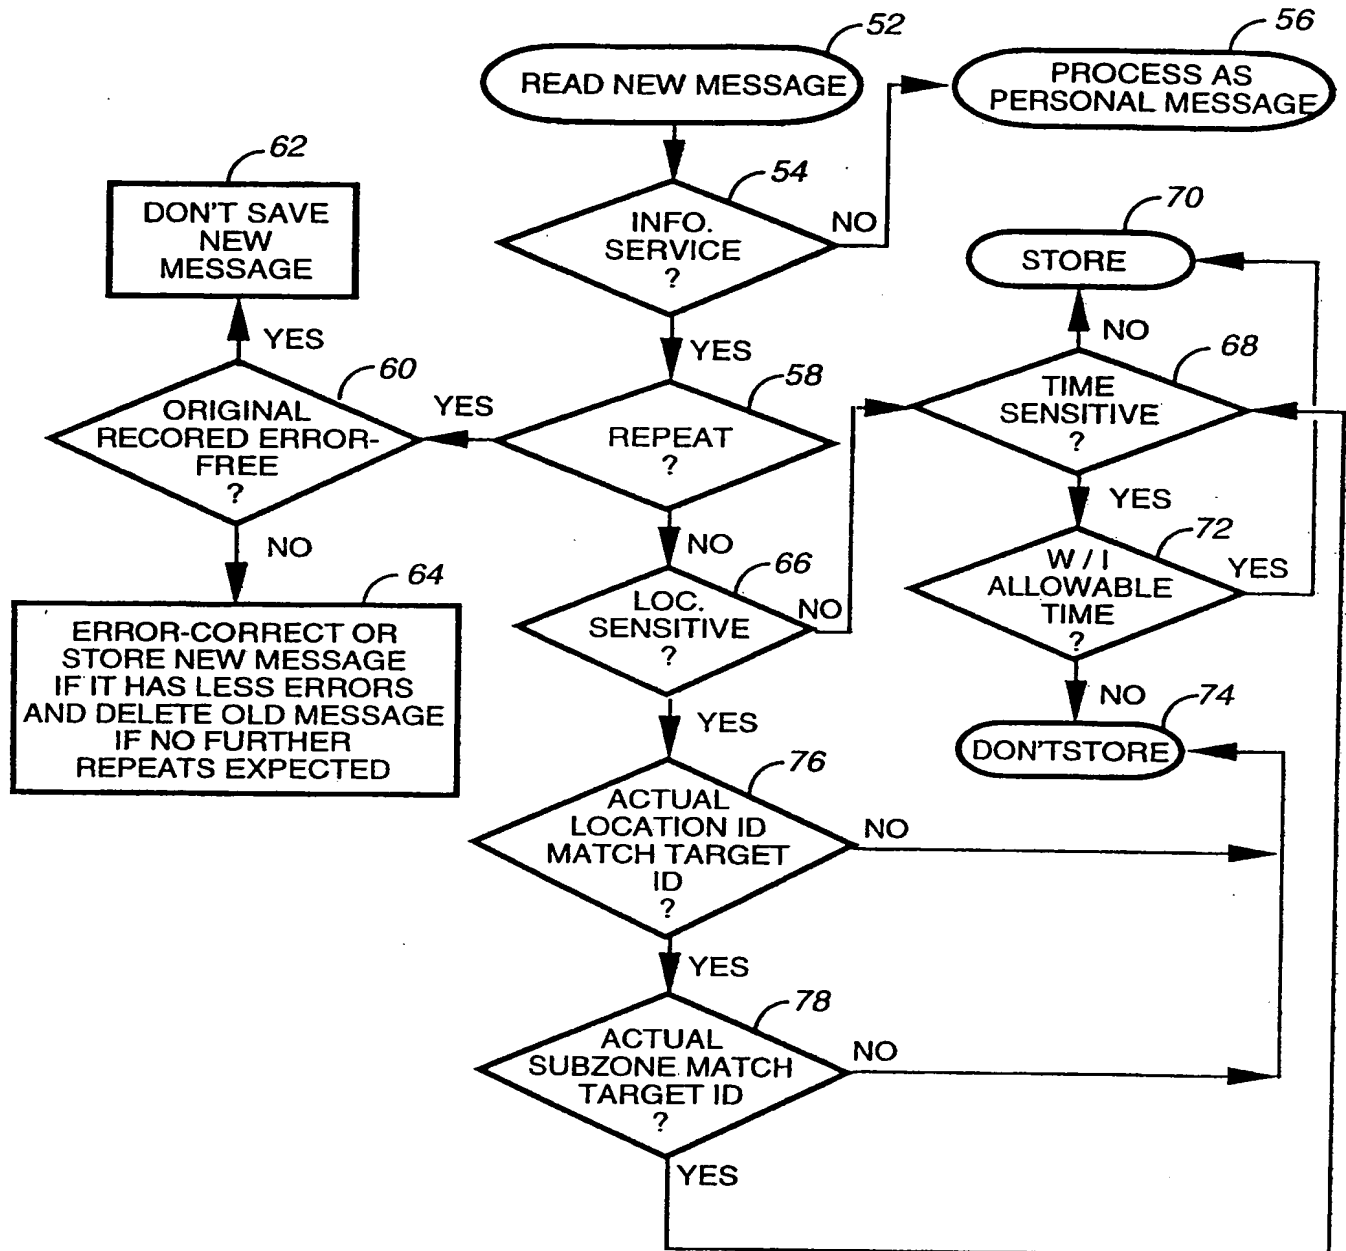 52
READ NEW MESSAGE
56
PROCESS AS
PERSONAL MESSAGE
54
INFO.
SERVICE
?
NO
YES
62
DON'T SAVE
NEW
MESSAGE
YES
60
ORIGINAL
RECORED ERROR-
FREE
?
YES
NO
58
REPEAT
?
NO
64
ERROR-CORRECT OR
STORE NEW MESSAGE
IF IT HAS LESS ERRORS
AND DELETE OLD MESSAGE
IF NO FURTHER
REPEATS EXPECTED
66
LOC.
SENSITIVE
?
NO
YES
70
STORE
NO
68
TIME
SENSITIVE
?
YES
72
W / I
ALLOWABLE
TIME
?
YES
NO
74
DON'TSTORE
76
ACTUAL
LOCATION ID
MATCH TARGET
ID
?
NO
YES
78
ACTUAL
SUBZONE MATCH
TARGET ID
?
NO
YES